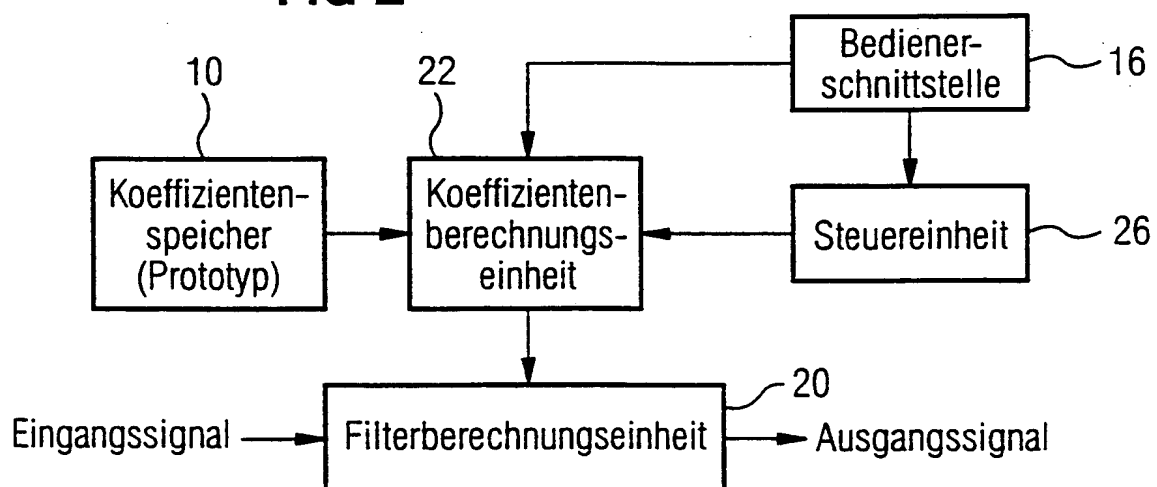 Bediener-
schnittstelle
16
10
22
Koeffizienten-
speicher
(Prototyp)
Koeffizienten-
berechnungs-
einheit
Steuereinheit
26
20
Eingangssignal
Filterberechnungseinheit
Ausgangssignal